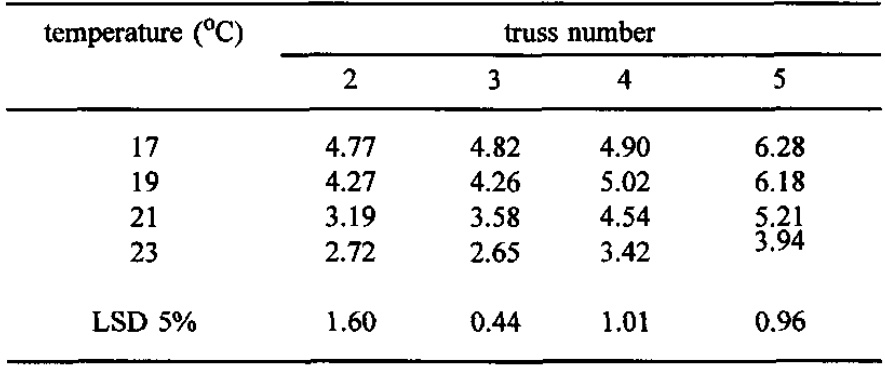 temperature (°C) truss number
2 3 4 5
17 4.77 4.82 4.90 6.28
19 4.27 4.26 5.02 6.18
21 3.19 3.58 4.54 5.21
23 2.72 2.65 3.42 3.94
LSD 5% 1.60 0.44 1.01 0.96